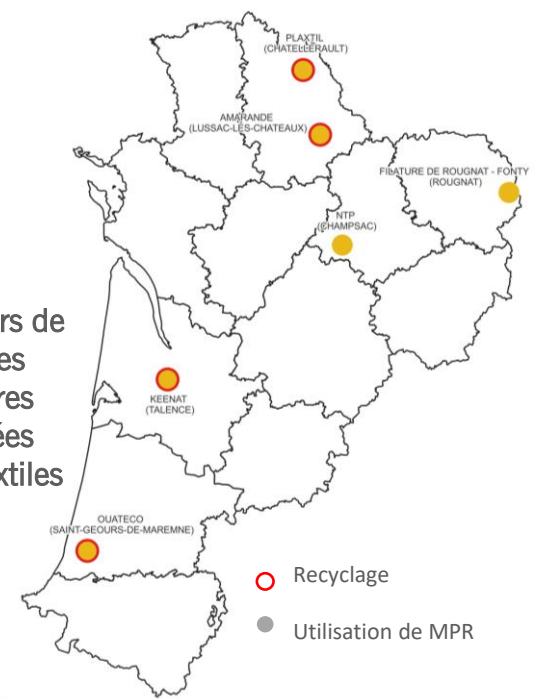 PLAXTIL
(CHATELLERAULT)
AMARANDE
(LUSSAC-LES-CHATEAUX)
FILATURE DE ROUGNAT - FONTY
(ROUGNAT)
NTP
(CHAMPSAC)
rs de
es
res
ées
xtiles
KEENAT
(TALENCE)
OUATECO
(SAINT-GEOURS-DE-MAREMNE)
Recyclage
Utilisation de MPR